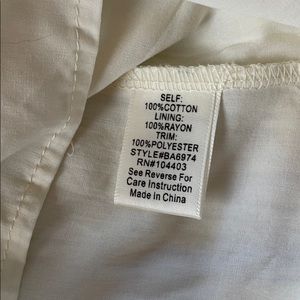 SELF:
100%COTTON
LINING:
100%RAYON
TRIM:
100%POLYESTER
STYLE#BA6974
RN#104403
See Reverse For
Care Instruction
Made In China